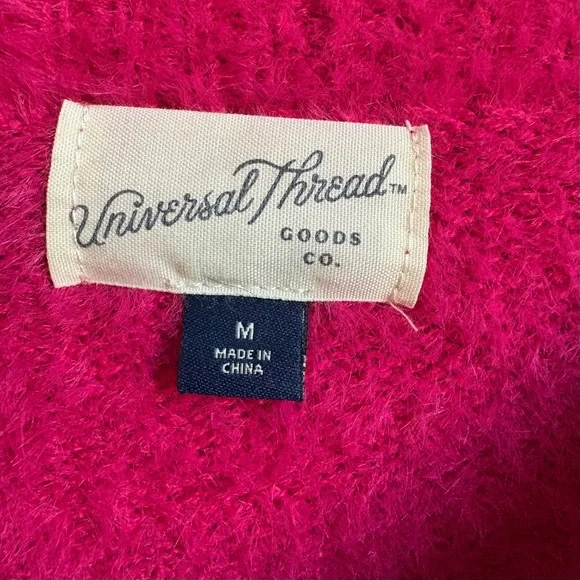 Universal Thread™
GOODS
CO.
M
MADE IN
CHINA